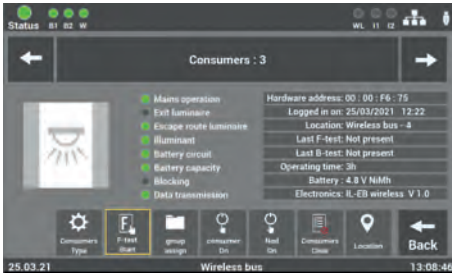 Status B1 B2 W WL I1 I2
Consumers : 3
Mains operation
Exit luminaire
Escape route luminaire
Illuminant
Battery circuit
Battery capacity
Blocking
Data transmission
Hardware address: 00 : 00 : F6 : 75
Logged in on: 25/03/2021 12:22
Location: Wireless bus - 4
Last F-test: Not present
Last B-test: Not present
Operating time: 3h
Battery : 4.8 V NiMh
Electronics: IL-EB wireless V 1.0
Consumers Type
F-test Start
group assign
consumer On
Ned On
Consumers Clear
Location
Back
25.03.21 Wireless bus 13:08:46